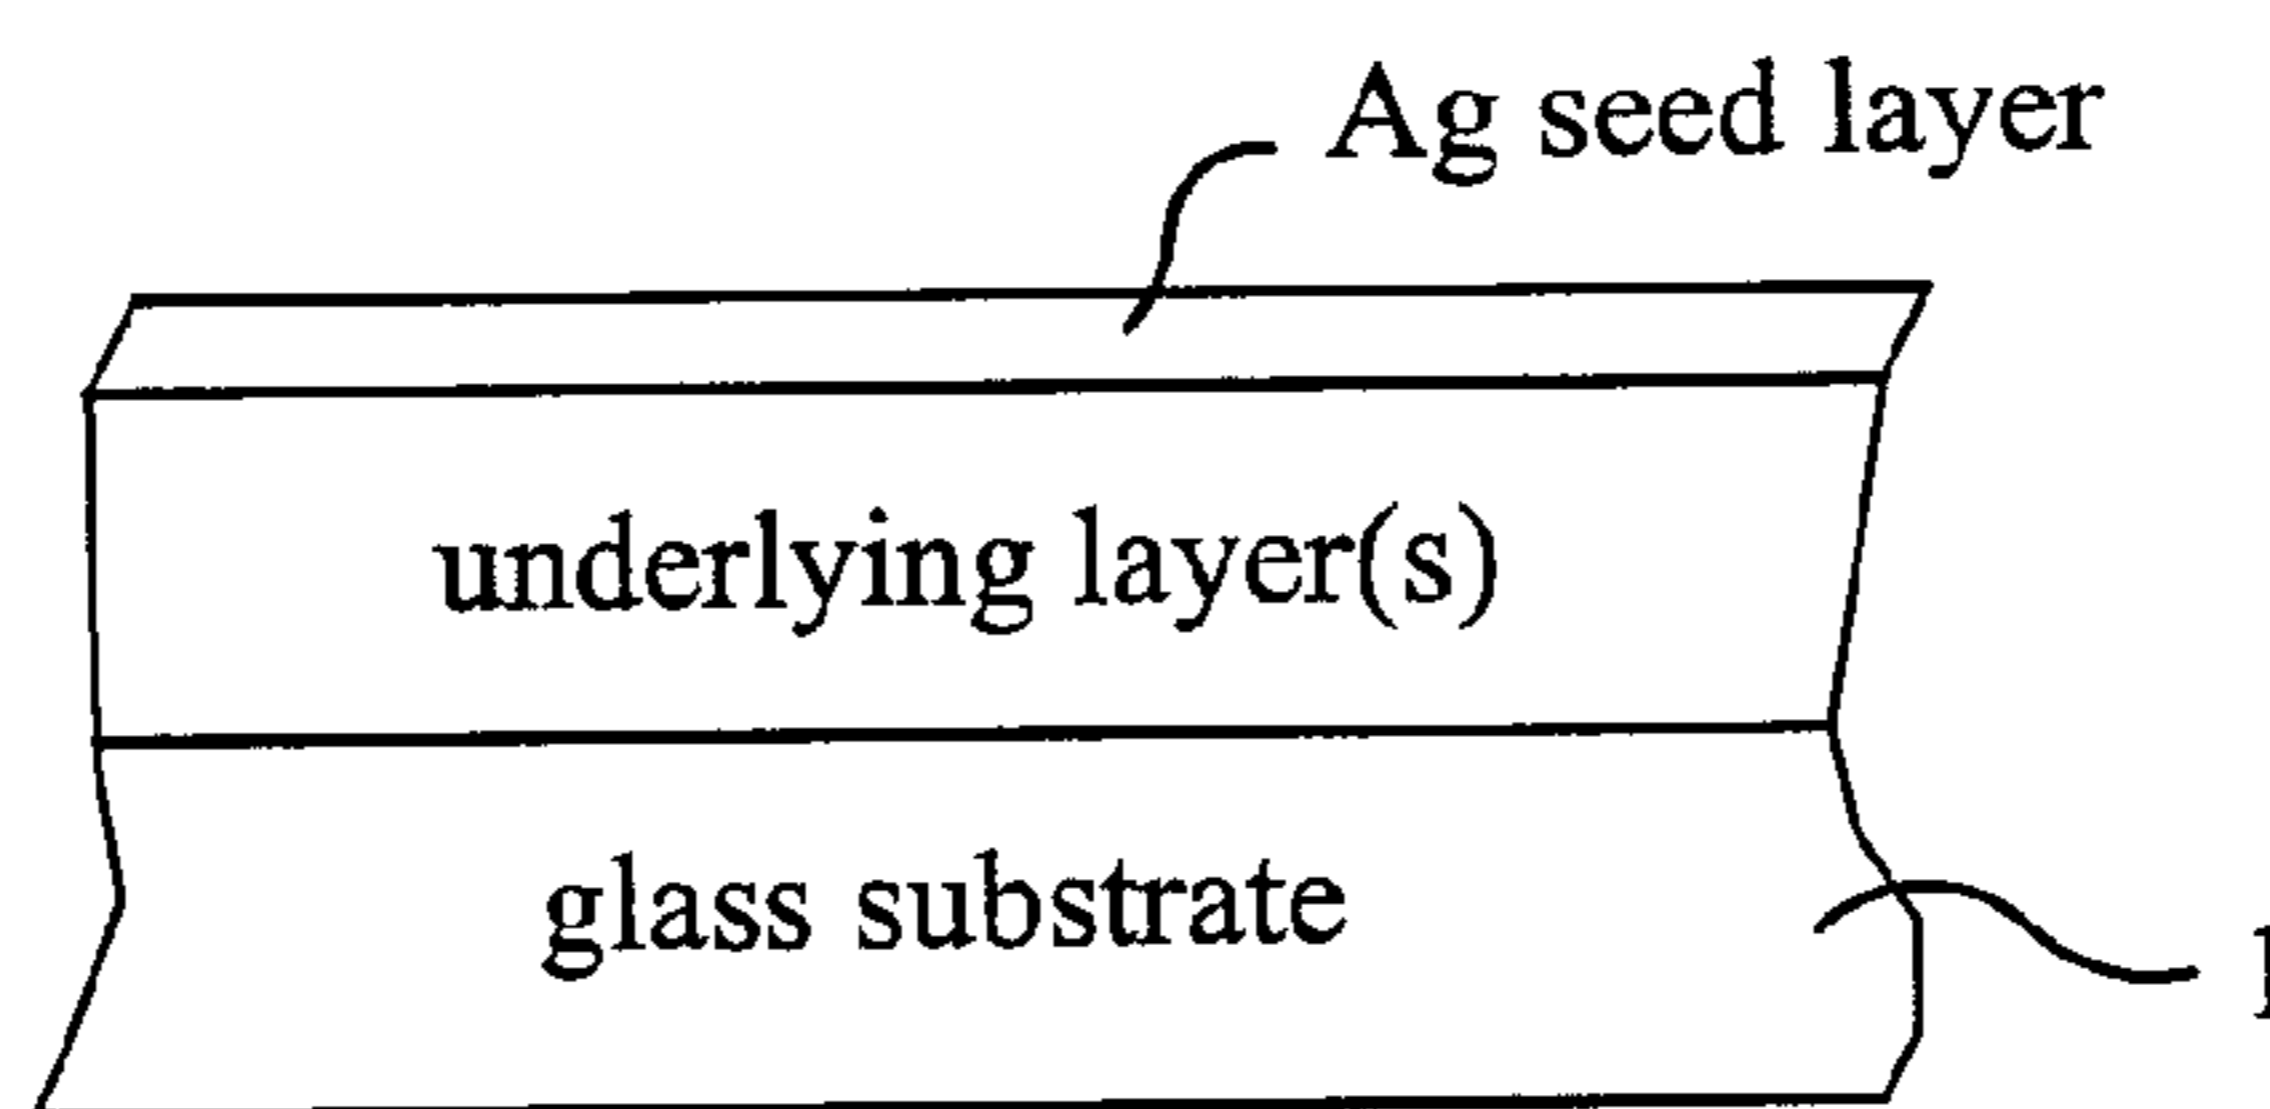 Ag seed layer
underlying layer(s)
glass substrate